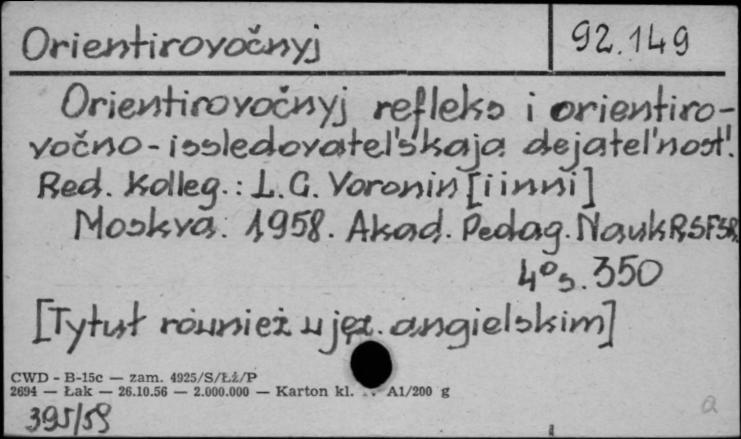 Orientirovočnyj
92.149
Orientirovočnyj refleks i orientiro-
vočno-issledovatel'skaja dejatel'nost'.
Red. Kolleg.: L.G. Voronin [i inni]
Moskva. 1958. Akad. Pedag. Nauk RSFSR
4° s. 350
[Tytuł również w jęz. angielskim]
CWD - B-15c — zam. 4925/S/Łż/P
2694 — Łak — 26.10.56 — 2.000.000 — Karton kl. A1/200 g
395/59
a